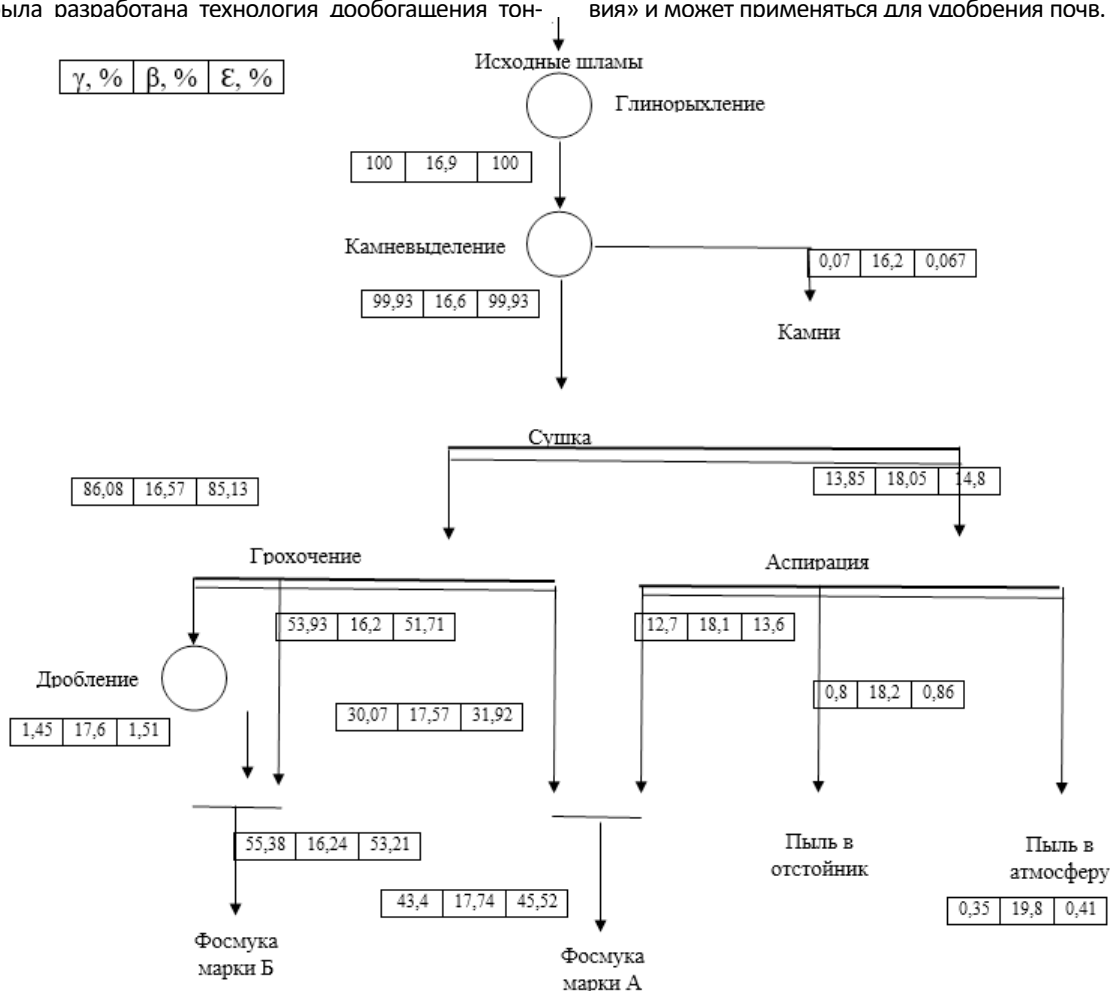 была разработана технология дообогащения тон-
вия» и может применяться для удобрения почв.
γ, % β, % Ɛ, %
Исходные шламы
Глинорыхление
100 16,9 100
Камневыделение
0,07 16,2 0,067
99,93 16,6 99,93
Камни
Сушка
86,08 16,57 85,13
13,85 18,05 14,8
Грохочение
Аспирация
53,93 16,2 51,71
12,7 18,1 13,6
Дробление
0,8 18,2 0,86
1,45 17,6 1,51
30,07 17,57 31,92
55,38 16,24 53,21
Пыль в
отстойник
Пыль в
атмосферу
43,4 17,74 45,52
0,35 19,8 0,41
Фосмука
марки Б
Фосмука
марки А